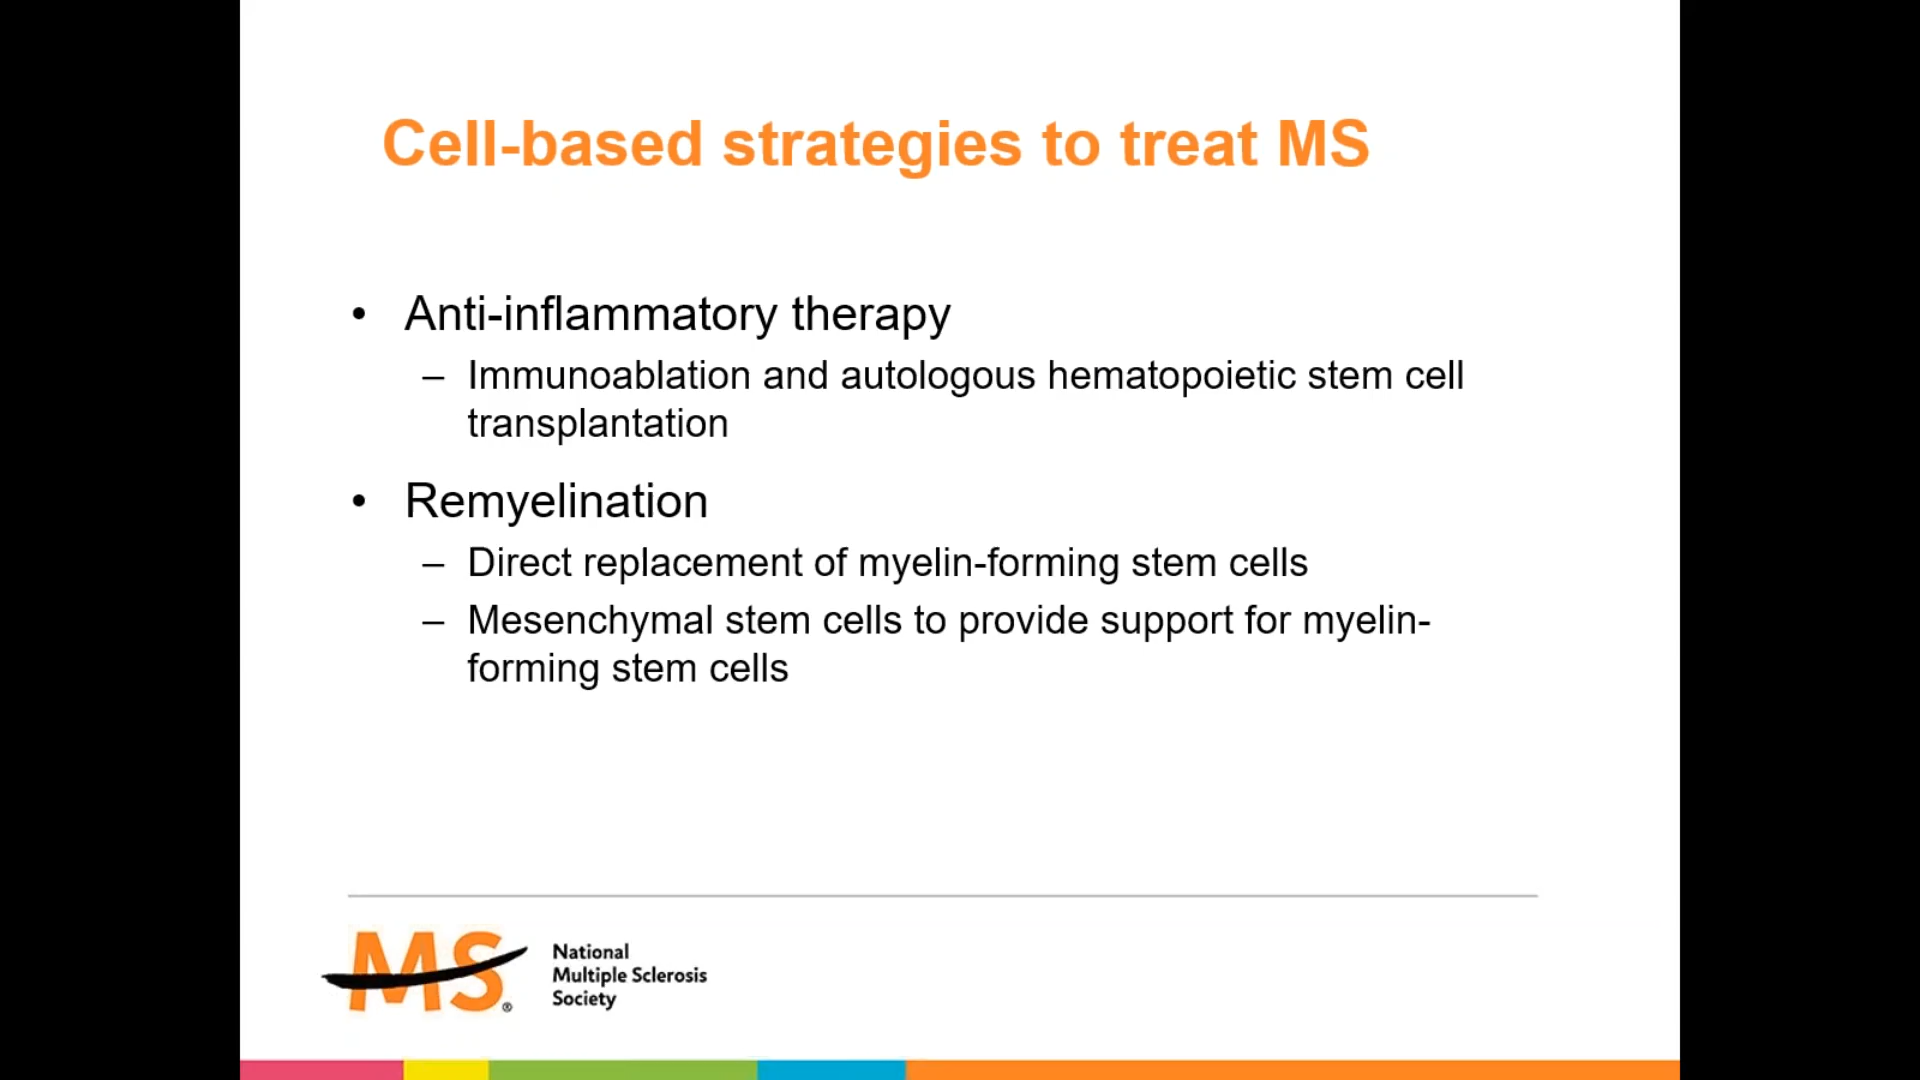 Cell-based strategies to treat MS
• Anti-inflammatory therapy
– Immunoablation and autologous hematopoietic stem cell
transplantation
• Remyelination
– Direct replacement of myelin-forming stem cells
– Mesenchymal stem cells to provide support for myelin-
forming stem cells
MS®
National
Multiple Sclerosis
Society